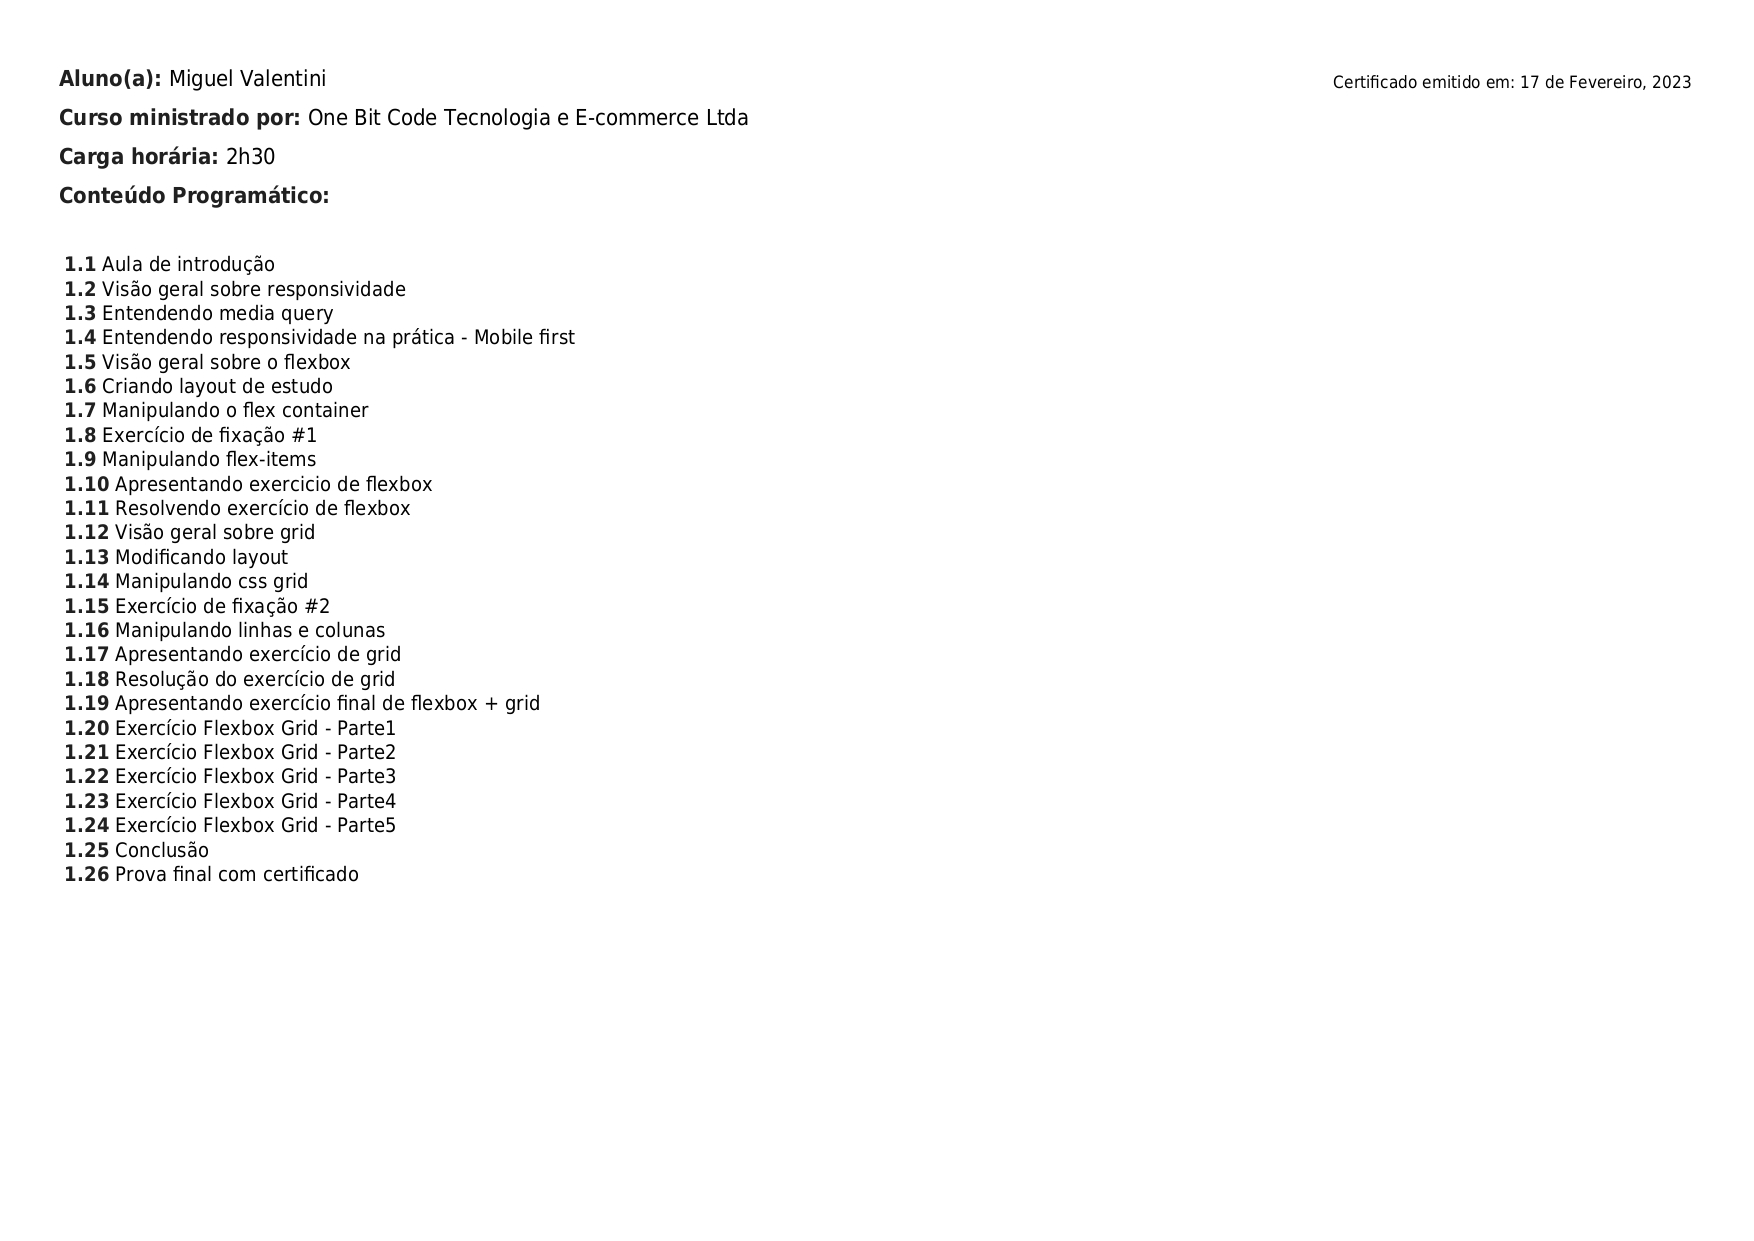 Aluno(a): Miguel Valentini
Certificado emitido em: 17 de Fevereiro, 2023
Curso ministrado por: One Bit Code Tecnologia e E-commerce Ltda
Carga horária: 2h30
Conteúdo Programático:
1.1 Aula de introdução
1.2 Visão geral sobre responsividade
1.3 Entendendo media query
1.4 Entendendo responsividade na prática - Mobile first
1.5 Visão geral sobre o flexbox
1.6 Criando layout de estudo
1.7 Manipulando o flex container
1.8 Exercício de fixação #1
1.9 Manipulando flex-items
1.10 Apresentando exercicio de flexbox
1.11 Resolvendo exercício de flexbox
1.12 Visão geral sobre grid
1.13 Modificando layout
1.14 Manipulando css grid
1.15 Exercício de fixação #2
1.16 Manipulando linhas e colunas
1.17 Apresentando exercício de grid
1.18 Resolução do exercício de grid
1.19 Apresentando exercício final de flexbox + grid
1.20 Exercício Flexbox Grid - Parte1
1.21 Exercício Flexbox Grid - Parte2
1.22 Exercício Flexbox Grid - Parte3
1.23 Exercício Flexbox Grid - Parte4
1.24 Exercício Flexbox Grid - Parte5
1.25 Conclusão
1.26 Prova final com certificado